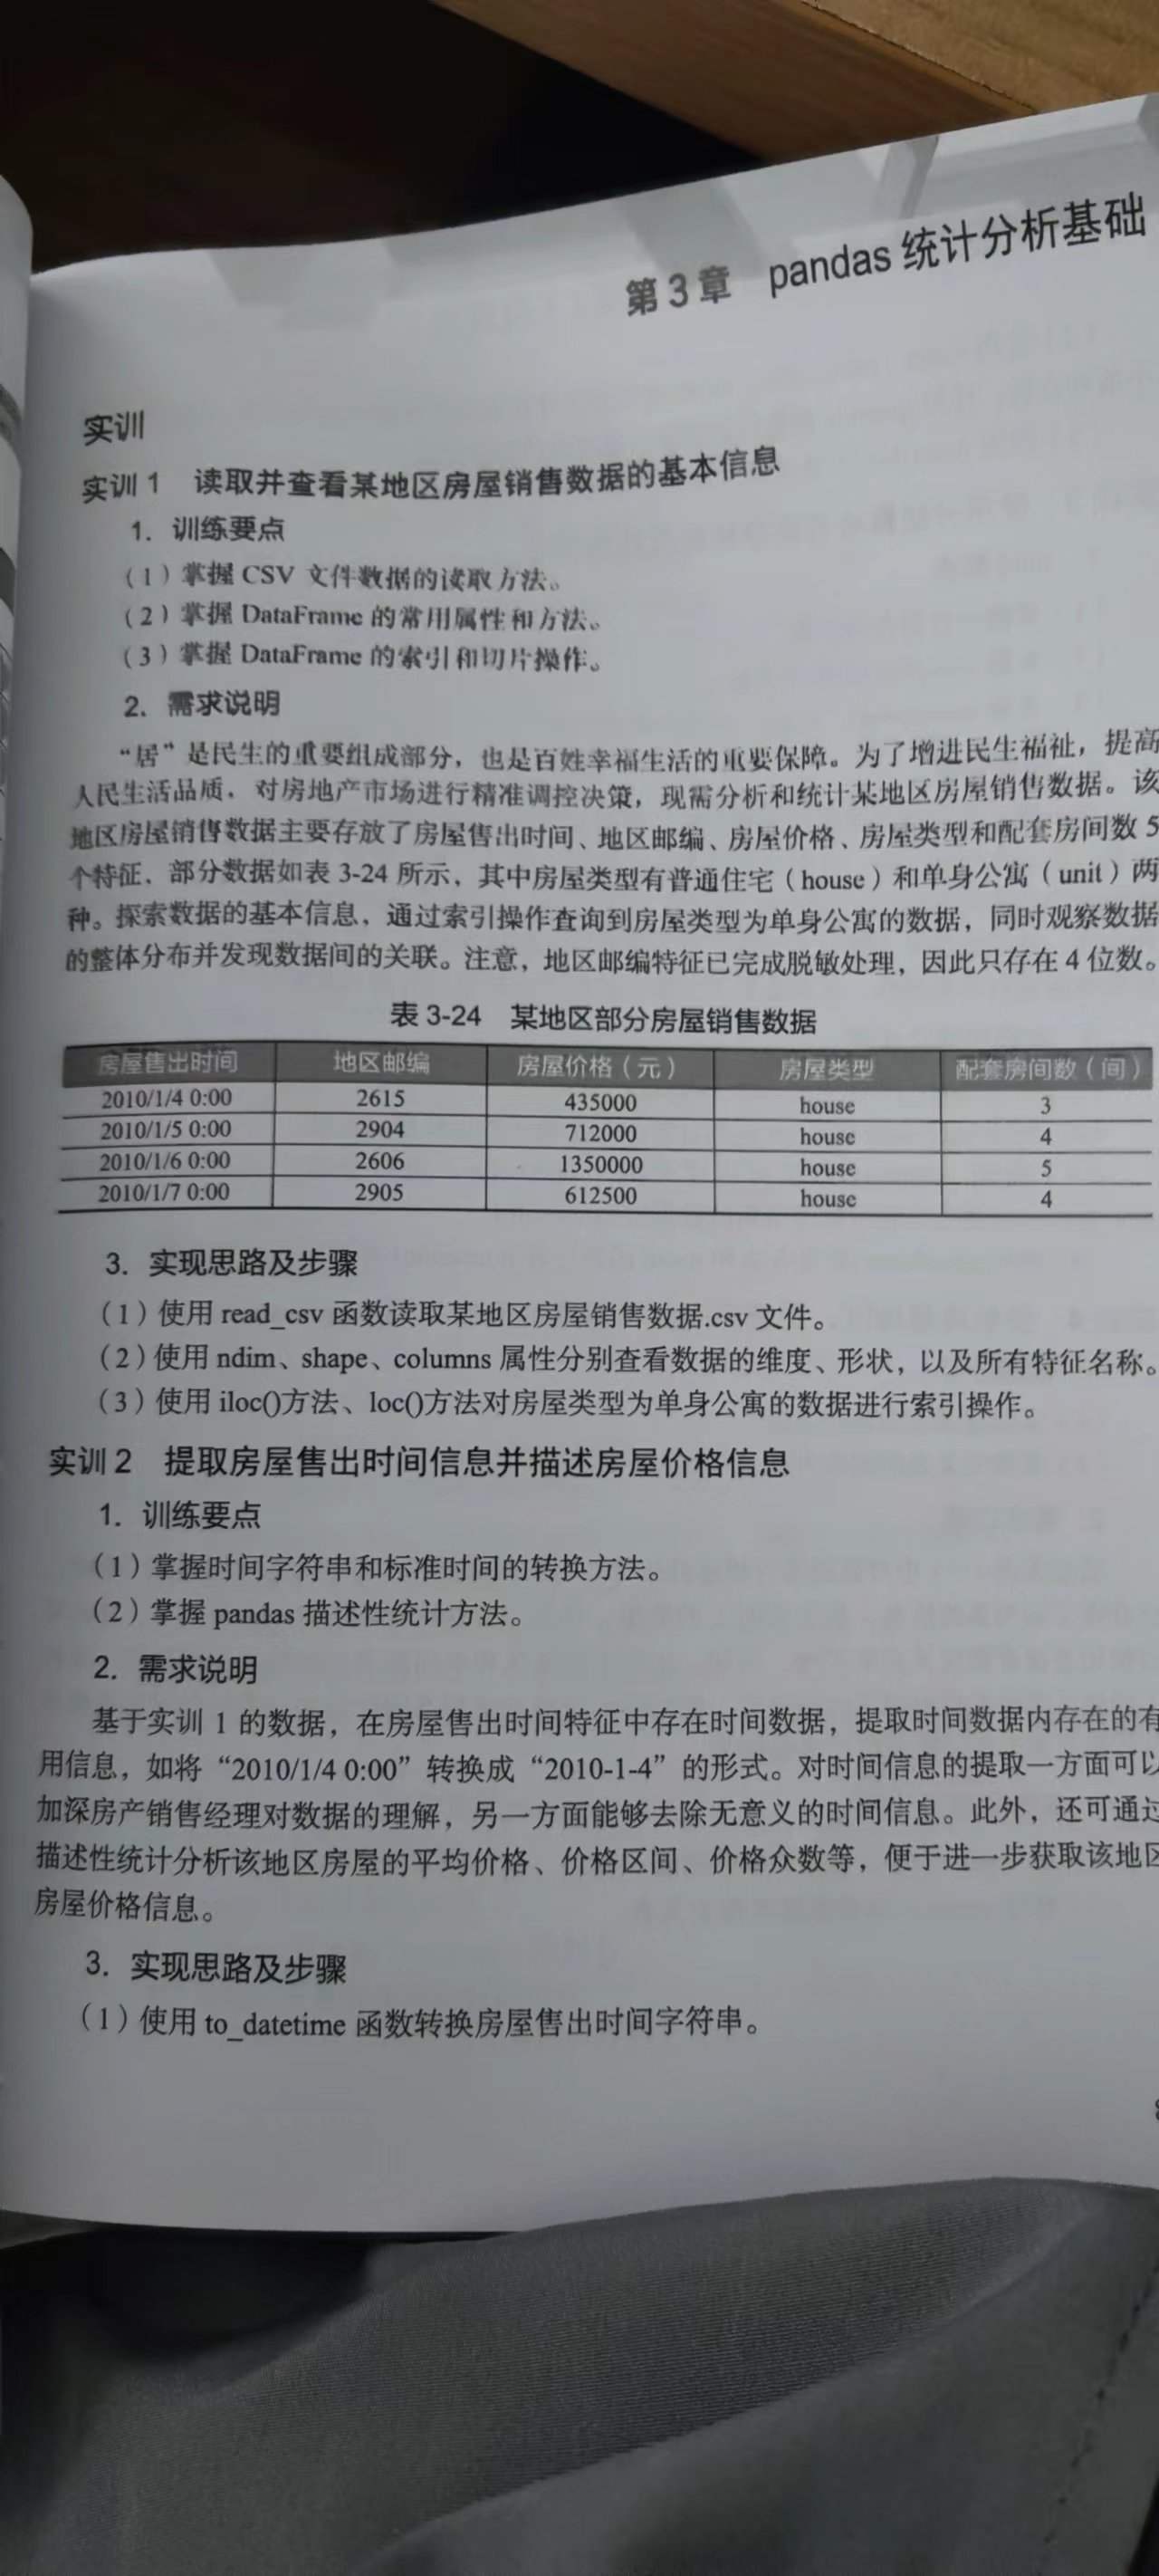 第3章 pandas 统计分析基础
实训
实训 1 读取并查看某地区房屋销售数据的基本信息
1. 训练要点
（1）掌握 CSV 文件数据的读取方法。
（2）掌握 DataFrame 的常用属性和方法。
（3）掌握 DataFrame 的索引和切片操作。
2. 需求说明
“居”是民生的重要组成部分，也是百姓幸福生活的重要保障。为了增进民生福祉，提高
人民生活品质，对房地产市场进行精准调控决策，现需分析和统计某地区房屋销售数据。该
地区房屋销售数据主要存放了房屋售出时间、地区邮编、房屋价格、房屋类型和配套房间数 5
个特征，部分数据如表 3-24 所示，其中房屋类型有普通住宅（house）和单身公寓（unit）两
种。探索数据的基本信息，通过索引操作查询到房屋类型为单身公寓的数据，同时观察数据
的整体分布并发现数据间的关联。注意，地区邮编特征已完成脱敏处理，因此只存在 4 位数。
表 3-24 某地区部分房屋销售数据
房屋售出时间 地区邮编 房屋价格（元） 房屋类型 配套房间数（间）
2010/1/4 0:00 2615 435000 house 3
2010/1/5 0:00 2904 712000 house 4
2010/1/6 0:00 2606 1350000 house 5
2010/1/7 0:00 2905 612500 house 4
3. 实现思路及步骤
（1）使用 read_csv 函数读取某地区房屋销售数据.csv 文件。
（2）使用 ndim、shape、columns 属性分别查看数据的维度、形状，以及所有特征名称。
（3）使用 iloc()方法、loc()方法对房屋类型为单身公寓的数据进行索引操作。
实训 2 提取房屋售出时间信息并描述房屋价格信息
1. 训练要点
（1）掌握时间字符串和标准时间的转换方法。
（2）掌握 pandas 描述性统计方法。
2. 需求说明
基于实训 1 的数据，在房屋售出时间特征中存在时间数据，提取时间数据内存在的有
用信息，如将“2010/1/4 0:00”转换成“2010-1-4”的形式。对时间信息的提取一方面可以
加深房产销售经理对数据的理解，另一方面能够去除无意义的时间信息。此外，还可通过
描述性统计分析该地区房屋的平均价格、价格区间、价格众数等，便于进一步获取该地区
房屋价格信息。
3. 实现思路及步骤
（1）使用 to_datetime 函数转换房屋售出时间字符串。